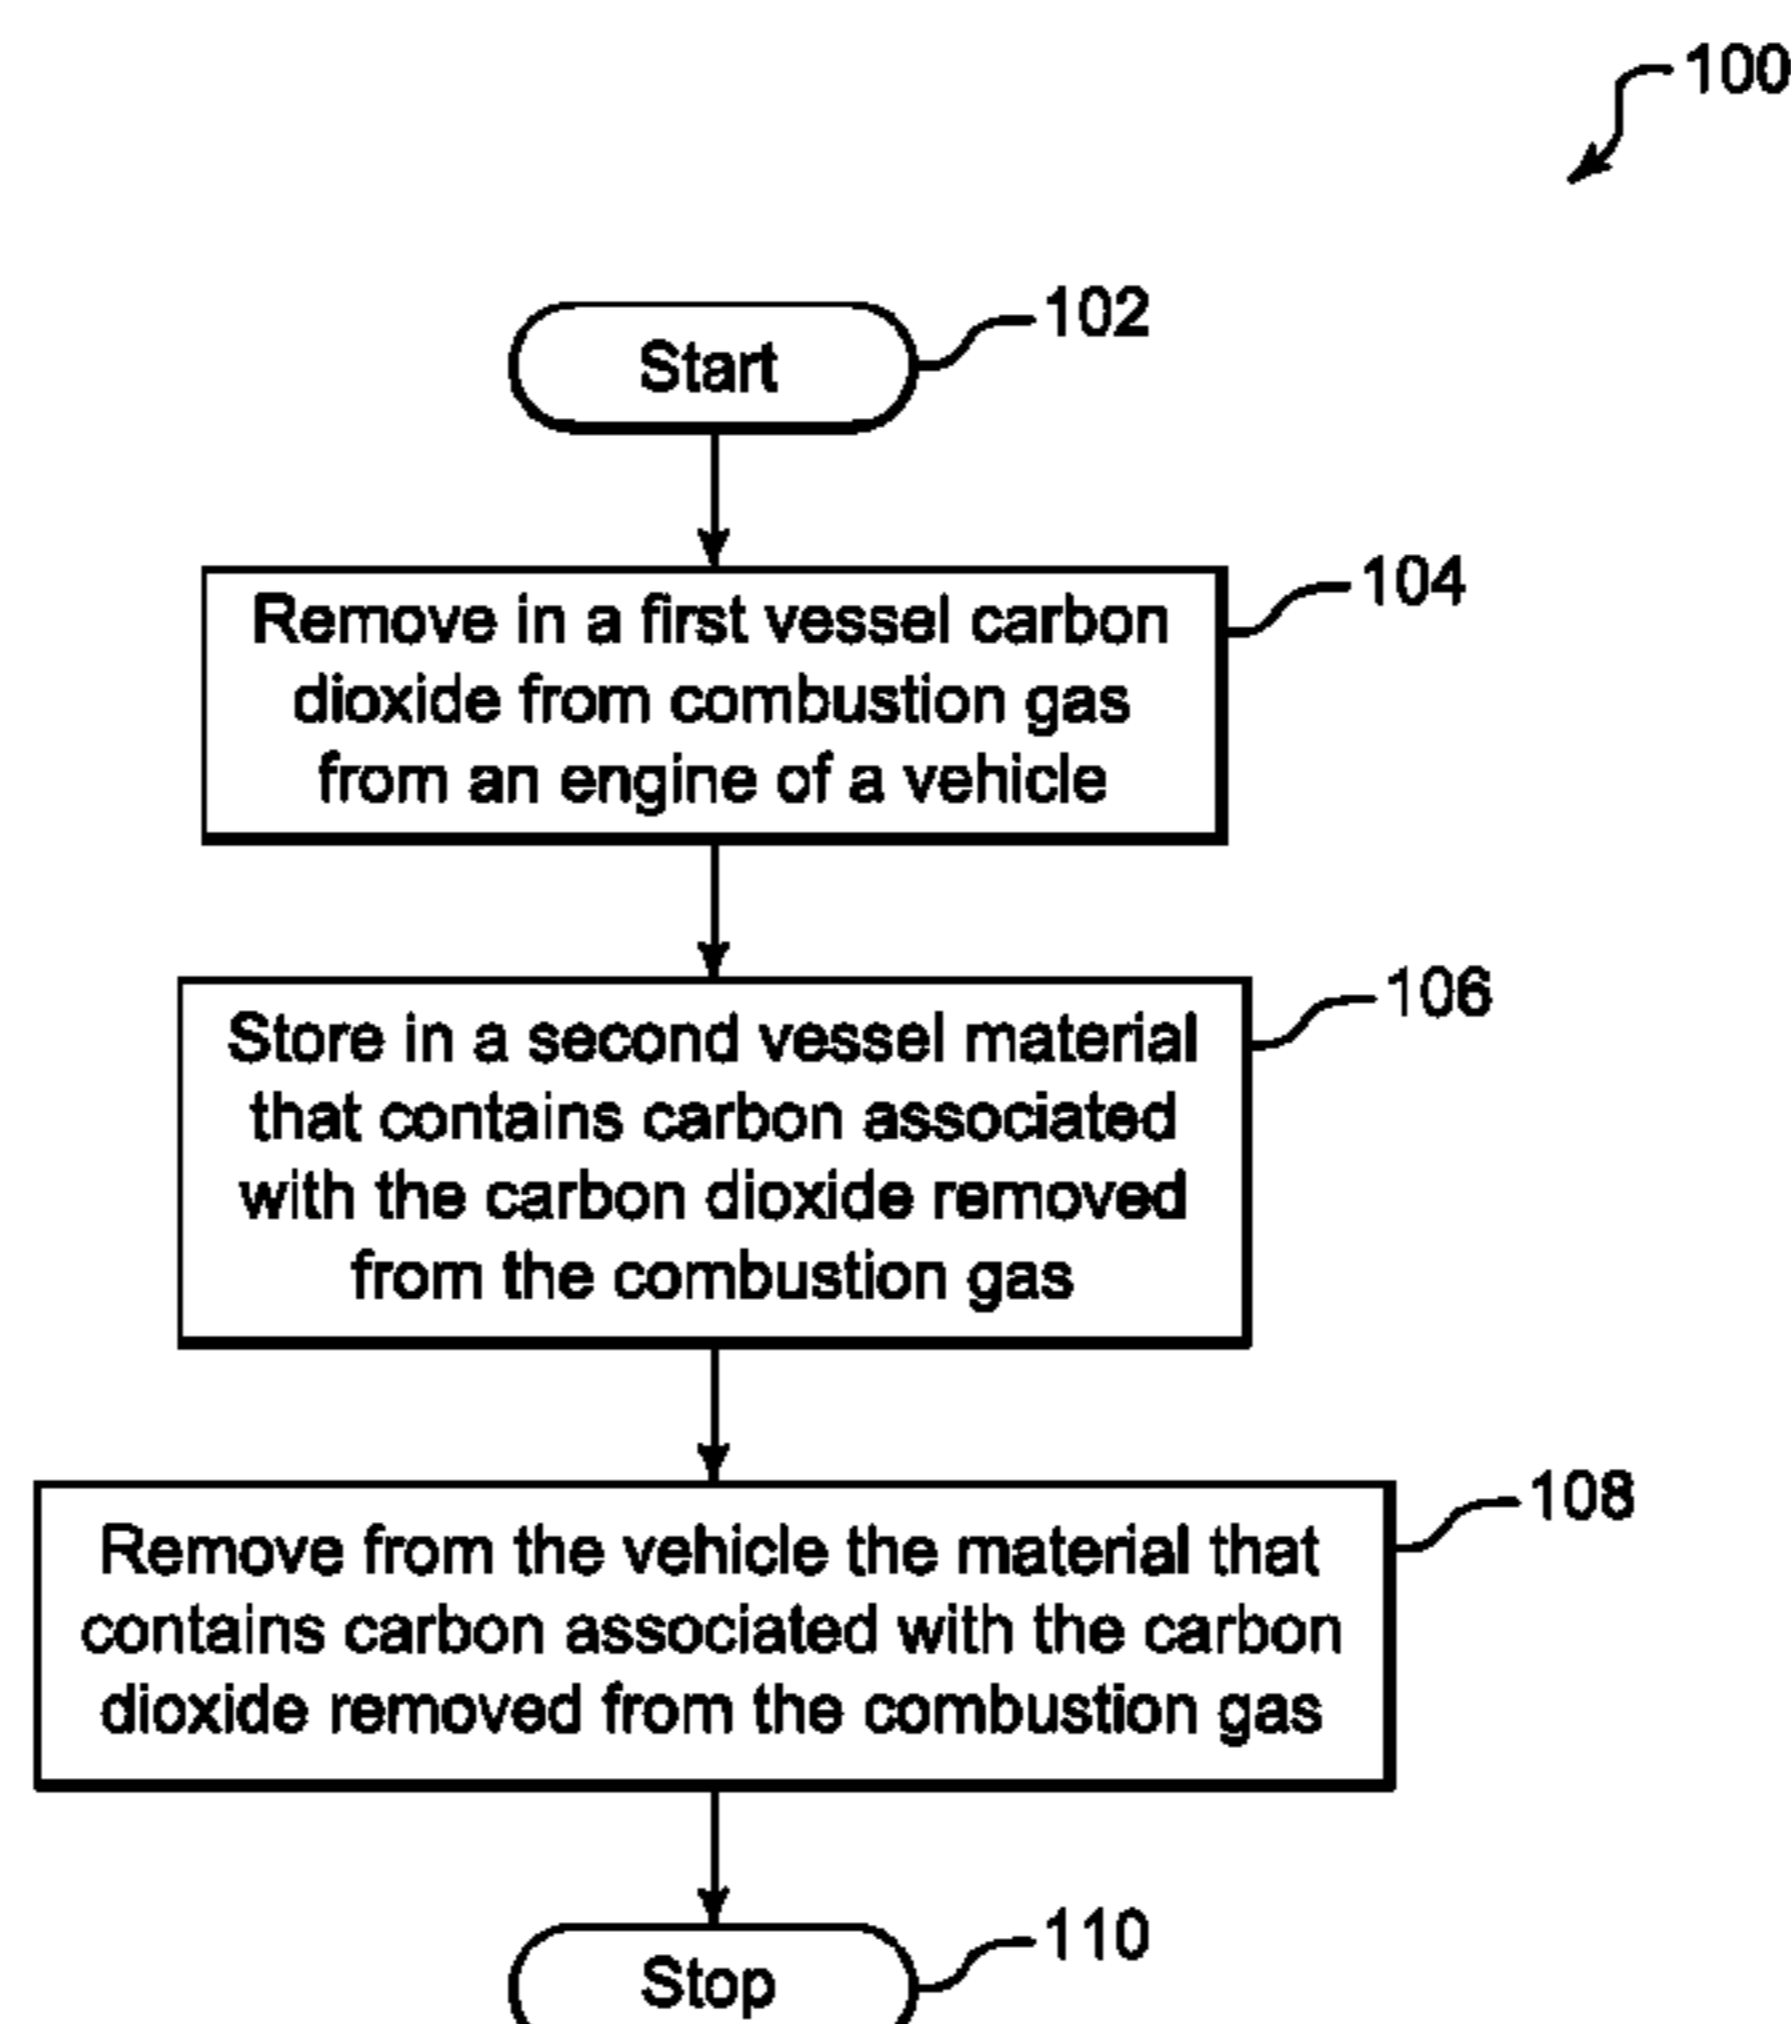 100
Start
102
Remove in a first vessel carbon
dioxide from combustion gas
from an engine of a vehicle
104
Store in a second vessel material
that contains carbon associated
with the carbon dioxide removed
from the combustion gas
106
Remove from the vehicle the material that
contains carbon associated with the carbon
dioxide removed from the combustion gas
108
Stop
110